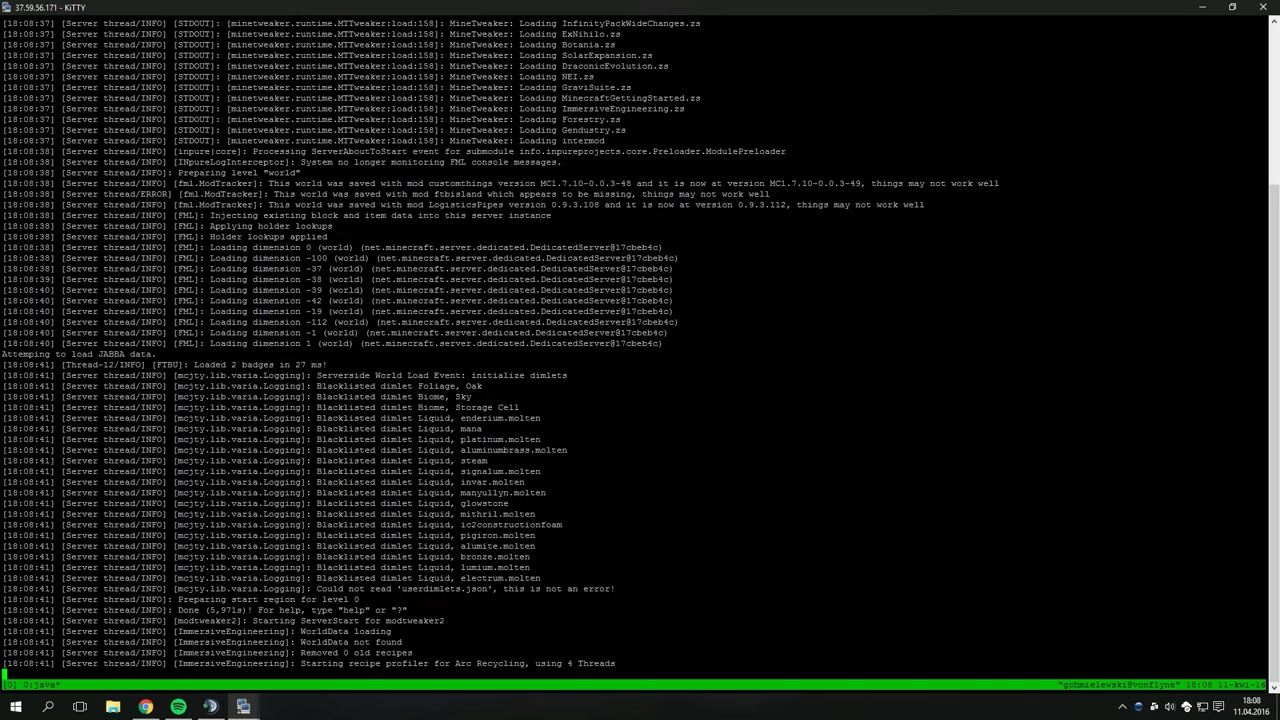 37.59.56.171 - KiTTY
[18:08:37] [Server thread/INFO] [STDOUT]: [minetweaker.runtime.MTTweaker:load:158]: MineTweaker: Loading InfinityPackWideChanges.zs
[18:08:37] [Server thread/INFO] [STDOUT]: [minetweaker.runtime.MTTweaker:load:158]: MineTweaker: Loading ExNihilo.zs
[18:08:37] [Server thread/INFO] [STDOUT]: [minetweaker.runtime.MTTweaker:load:158]: MineTweaker: Loading Botania.zs
[18:08:37] [Server thread/INFO] [STDOUT]: [minetweaker.runtime.MTTweaker:load:158]: MineTweaker: Loading SolarExpansion.zs
[18:08:37] [Server thread/INFO] [STDOUT]: [minetweaker.runtime.MTTweaker:load:158]: MineTweaker: Loading DraconicEvolution.zs
[18:08:37] [Server thread/INFO] [STDOUT]: [minetweaker.runtime.MTTweaker:load:158]: MineTweaker: Loading NEI.zs
[18:08:37] [Server thread/INFO] [STDOUT]: [minetweaker.runtime.MTTweaker:load:158]: MineTweaker: Loading GraviSuite.zs
[18:08:37] [Server thread/INFO] [STDOUT]: [minetweaker.runtime.MTTweaker:load:158]: MineTweaker: Loading MinecraftGettingStarted.zs
[18:08:37] [Server thread/INFO] [STDOUT]: [minetweaker.runtime.MTTweaker:load:158]: MineTweaker: Loading ImmersiveEngineering.zs
[18:08:37] [Server thread/INFO] [STDOUT]: [minetweaker.runtime.MTTweaker:load:158]: MineTweaker: Loading Forestry.zs
[18:08:37] [Server thread/INFO] [STDOUT]: [minetweaker.runtime.MTTweaker:load:158]: MineTweaker: Loading Gendustry.zs
[18:08:37] [Server thread/INFO] [STDOUT]: [minetweaker.runtime.MTTweaker:load:158]: MineTweaker: Loading intermod
[18:08:38] [Server thread/INFO] [inpure|core]: Processing ServerAboutToStart event for submodule info.inpureprojects.core.Preloader.ModulePreloader
[18:08:38] [Server thread/INFO] [INpureLogInterceptor]: System no longer monitoring FML console messages.
[18:08:38] [Server thread/INFO]: Preparing level "world"
[18:08:38] [Server thread/INFO] [fml.ModTracker]: This world was saved with mod customthings version MC1.7.10-0.0.3-48 and it is now at version MC1.7.10-0.0.3-49, things may not work well
[18:08:38] [Server thread/ERROR] [fml.ModTracker]: This world was saved with mod ftbisland which appears to be missing, things may not work well
[18:08:38] [Server thread/INFO] [fml.ModTracker]: This world was saved with mod LogisticsPipes version 0.9.3.108 and it is now at version 0.9.3.112, things may not work well
[18:08:38] [Server thread/INFO] [FML]: Injecting existing block and item data into this server instance
[18:08:38] [Server thread/INFO] [FML]: Applying holder lookups
[18:08:38] [Server thread/INFO] [FML]: Holder lookups applied
[18:08:38] [Server thread/INFO] [FML]: Loading dimension 0 (world) (net.minecraft.server.dedicated.DedicatedServer@17cbeb4c)
[18:08:38] [Server thread/INFO] [FML]: Loading dimension -100 (world) (net.minecraft.server.dedicated.DedicatedServer@17cbeb4c)
[18:08:38] [Server thread/INFO] [FML]: Loading dimension -37 (world) (net.minecraft.server.dedicated.DedicatedServer@17cbeb4c)
[18:08:39] [Server thread/INFO] [FML]: Loading dimension -38 (world) (net.minecraft.server.dedicated.DedicatedServer@17cbeb4c)
[18:08:40] [Server thread/INFO] [FML]: Loading dimension -39 (world) (net.minecraft.server.dedicated.DedicatedServer@17cbeb4c)
[18:08:40] [Server thread/INFO] [FML]: Loading dimension -42 (world) (net.minecraft.server.dedicated.DedicatedServer@17cbeb4c)
[18:08:40] [Server thread/INFO] [FML]: Loading dimension -19 (world) (net.minecraft.server.dedicated.DedicatedServer@17cbeb4c)
[18:08:40] [Server thread/INFO] [FML]: Loading dimension -112 (world) (net.minecraft.server.dedicated.DedicatedServer@17cbeb4c)
[18:08:40] [Server thread/INFO] [FML]: Loading dimension -1 (world) (net.minecraft.server.dedicated.DedicatedServer@17cbeb4c)
[18:08:40] [Server thread/INFO] [FML]: Loading dimension 1 (world) (net.minecraft.server.dedicated.DedicatedServer@17cbeb4c)
Attemping to load JABBA data.
[18:08:41] [Thread-12/INFO] [FTBU]: Loaded 2 badges in 27 ms!
[18:08:41] [Server thread/INFO] [mcjty.lib.varia.Logging]: Serverside World Load Event: initialize dimlets
[18:08:41] [Server thread/INFO] [mcjty.lib.varia.Logging]: Blacklisted dimlet Foliage, Oak
[18:08:41] [Server thread/INFO] [mcjty.lib.varia.Logging]: Blacklisted dimlet Biome, Sky
[18:08:41] [Server thread/INFO] [mcjty.lib.varia.Logging]: Blacklisted dimlet Biome, Storage Cell
[18:08:41] [Server thread/INFO] [mcjty.lib.varia.Logging]: Blacklisted dimlet Liquid, enderium.molten
[18:08:41] [Server thread/INFO] [mcjty.lib.varia.Logging]: Blacklisted dimlet Liquid, mana
[18:08:41] [Server thread/INFO] [mcjty.lib.varia.Logging]: Blacklisted dimlet Liquid, platinum.molten
[18:08:41] [Server thread/INFO] [mcjty.lib.varia.Logging]: Blacklisted dimlet Liquid, aluminumbrass.molten
[18:08:41] [Server thread/INFO] [mcjty.lib.varia.Logging]: Blacklisted dimlet Liquid, steam
[18:08:41] [Server thread/INFO] [mcjty.lib.varia.Logging]: Blacklisted dimlet Liquid, signalum.molten
[18:08:41] [Server thread/INFO] [mcjty.lib.varia.Logging]: Blacklisted dimlet Liquid, invar.molten
[18:08:41] [Server thread/INFO] [mcjty.lib.varia.Logging]: Blacklisted dimlet Liquid, manyullyn.molten
[18:08:41] [Server thread/INFO] [mcjty.lib.varia.Logging]: Blacklisted dimlet Liquid, glowstone
[18:08:41] [Server thread/INFO] [mcjty.lib.varia.Logging]: Blacklisted dimlet Liquid, mithril.molten
[18:08:41] [Server thread/INFO] [mcjty.lib.varia.Logging]: Blacklisted dimlet Liquid, ic2constructionfoam
[18:08:41] [Server thread/INFO] [mcjty.lib.varia.Logging]: Blacklisted dimlet Liquid, pigiron.molten
[18:08:41] [Server thread/INFO] [mcjty.lib.varia.Logging]: Blacklisted dimlet Liquid, alumite.molten
[18:08:41] [Server thread/INFO] [mcjty.lib.varia.Logging]: Blacklisted dimlet Liquid, bronze.molten
[18:08:41] [Server thread/INFO] [mcjty.lib.varia.Logging]: Blacklisted dimlet Liquid, lumium.molten
[18:08:41] [Server thread/INFO] [mcjty.lib.varia.Logging]: Blacklisted dimlet Liquid, electrum.molten
[18:08:41] [Server thread/INFO] [mcjty.lib.varia.Logging]: Could not read 'userdimlets.json', this is not an error!
[18:08:41] [Server thread/INFO]: Preparing start region for level 0
[18:08:41] [Server thread/INFO]: Done (5,971s)! For help, type "help" or "?"
[18:08:41] [Server thread/INFO] [modtweaker2]: Starting ServerStart for modtweaker2
[18:08:41] [Server thread/INFO] [ImmersiveEngineering]: WorldData loading
[18:08:41] [Server thread/INFO] [ImmersiveEngineering]: WorldData not found
[18:08:41] [Server thread/INFO] [ImmersiveEngineering]: Removed 0 old recipes
[18:08:41] [Server thread/INFO] [ImmersiveEngineering]: Starting recipe profiler for Arc Recycling, using 4 Threads
[0] 0:java* "gchmielewski@vonflyne" 18:08 11-kwi-16
18:08
11.04.2016